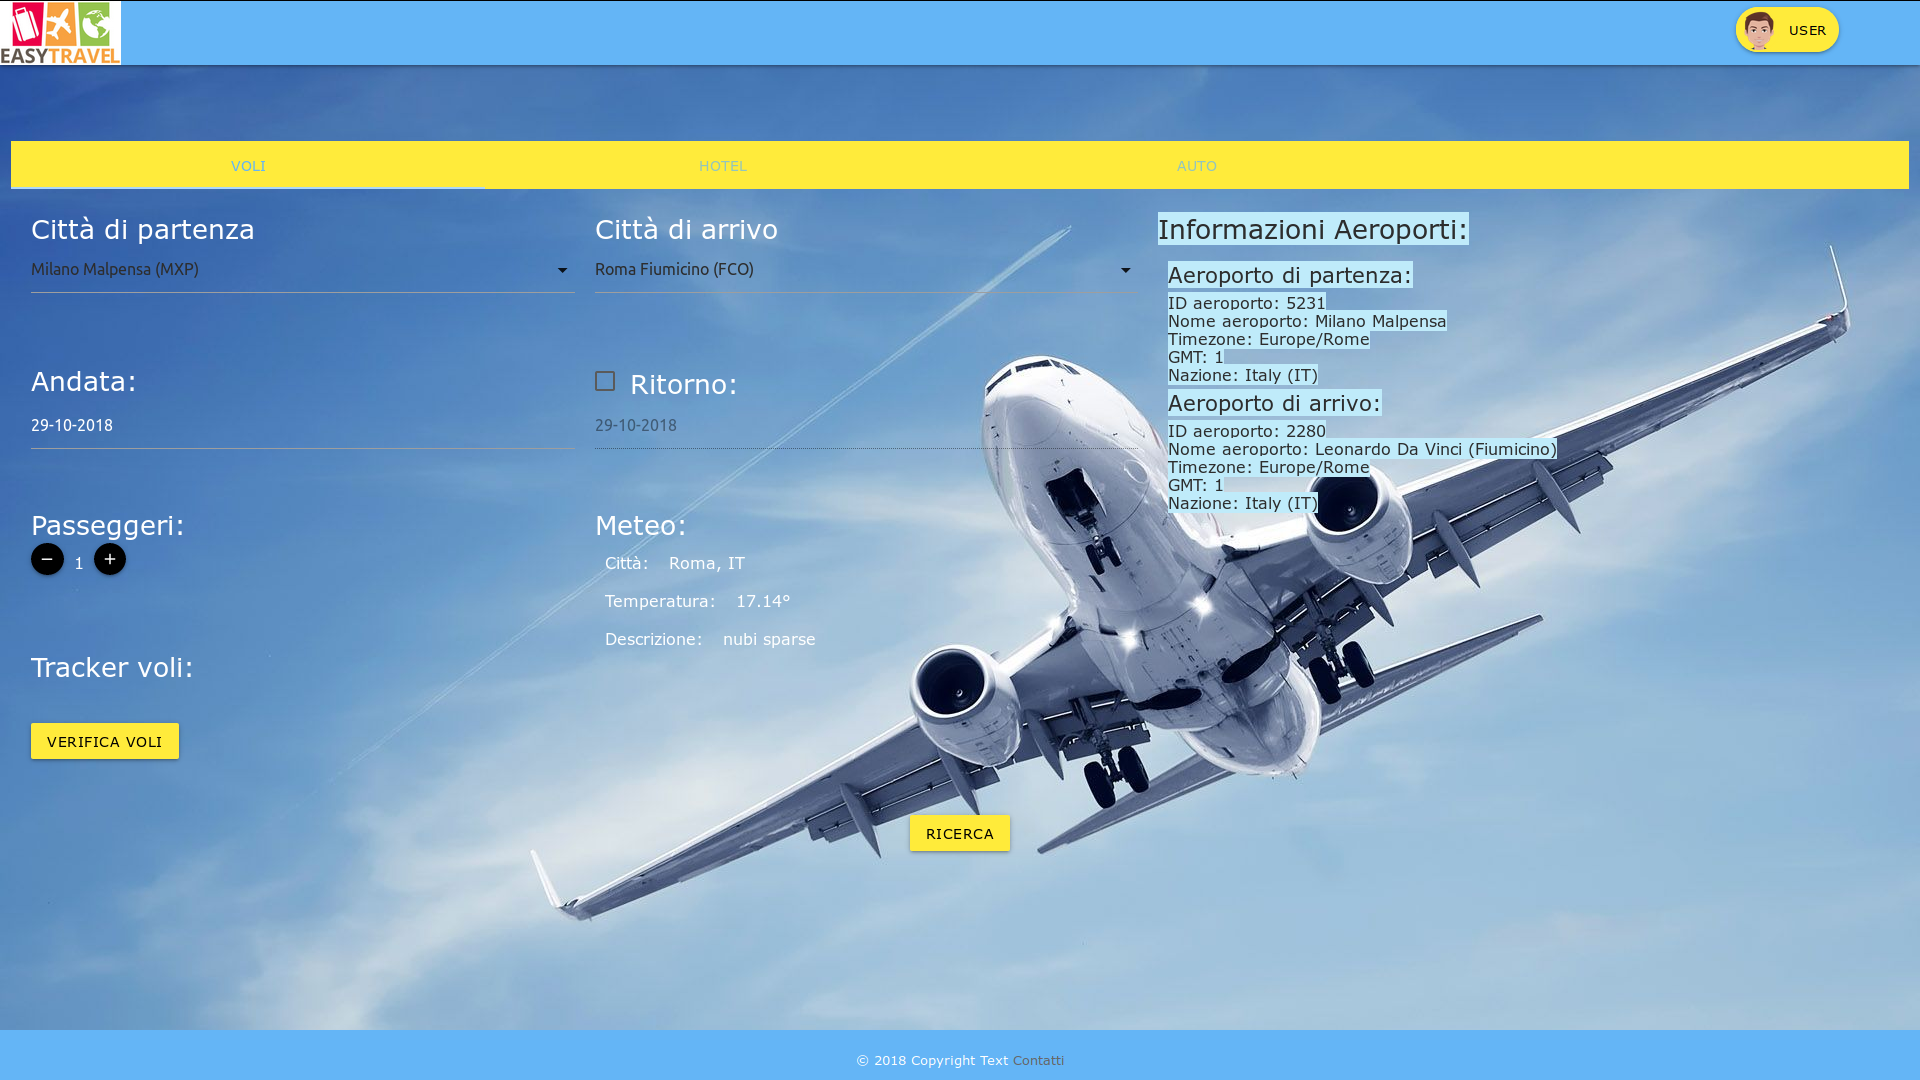 EASYTRAVEL
USER
VOLI
HOTEL
AUTO
Città di partenza
Milano Malpensa (MXP)
Città di arrivo
Roma Fiumicino (FCO)
Andata:
29-10-2018
Ritorno:
29-10-2018
Passeggeri:
− 1 +
Meteo:
Città: Roma, IT
Temperatura: 17.14°
Descrizione: nubi sparse
Tracker voli:
VERIFICA VOLI
Informazioni Aeroporti:
Aeroporto di partenza:
ID aeroporto: 5231
Nome aeroporto: Milano Malpensa
Timezone: Europe/Rome
GMT: 1
Nazione: Italy (IT)
Aeroporto di arrivo:
ID aeroporto: 2280
Nome aeroporto: Leonardo Da Vinci (Fiumicino)
Timezone: Europe/Rome
GMT: 1
Nazione: Italy (IT)
RICERCA
© 2018 Copyright Text Contatti